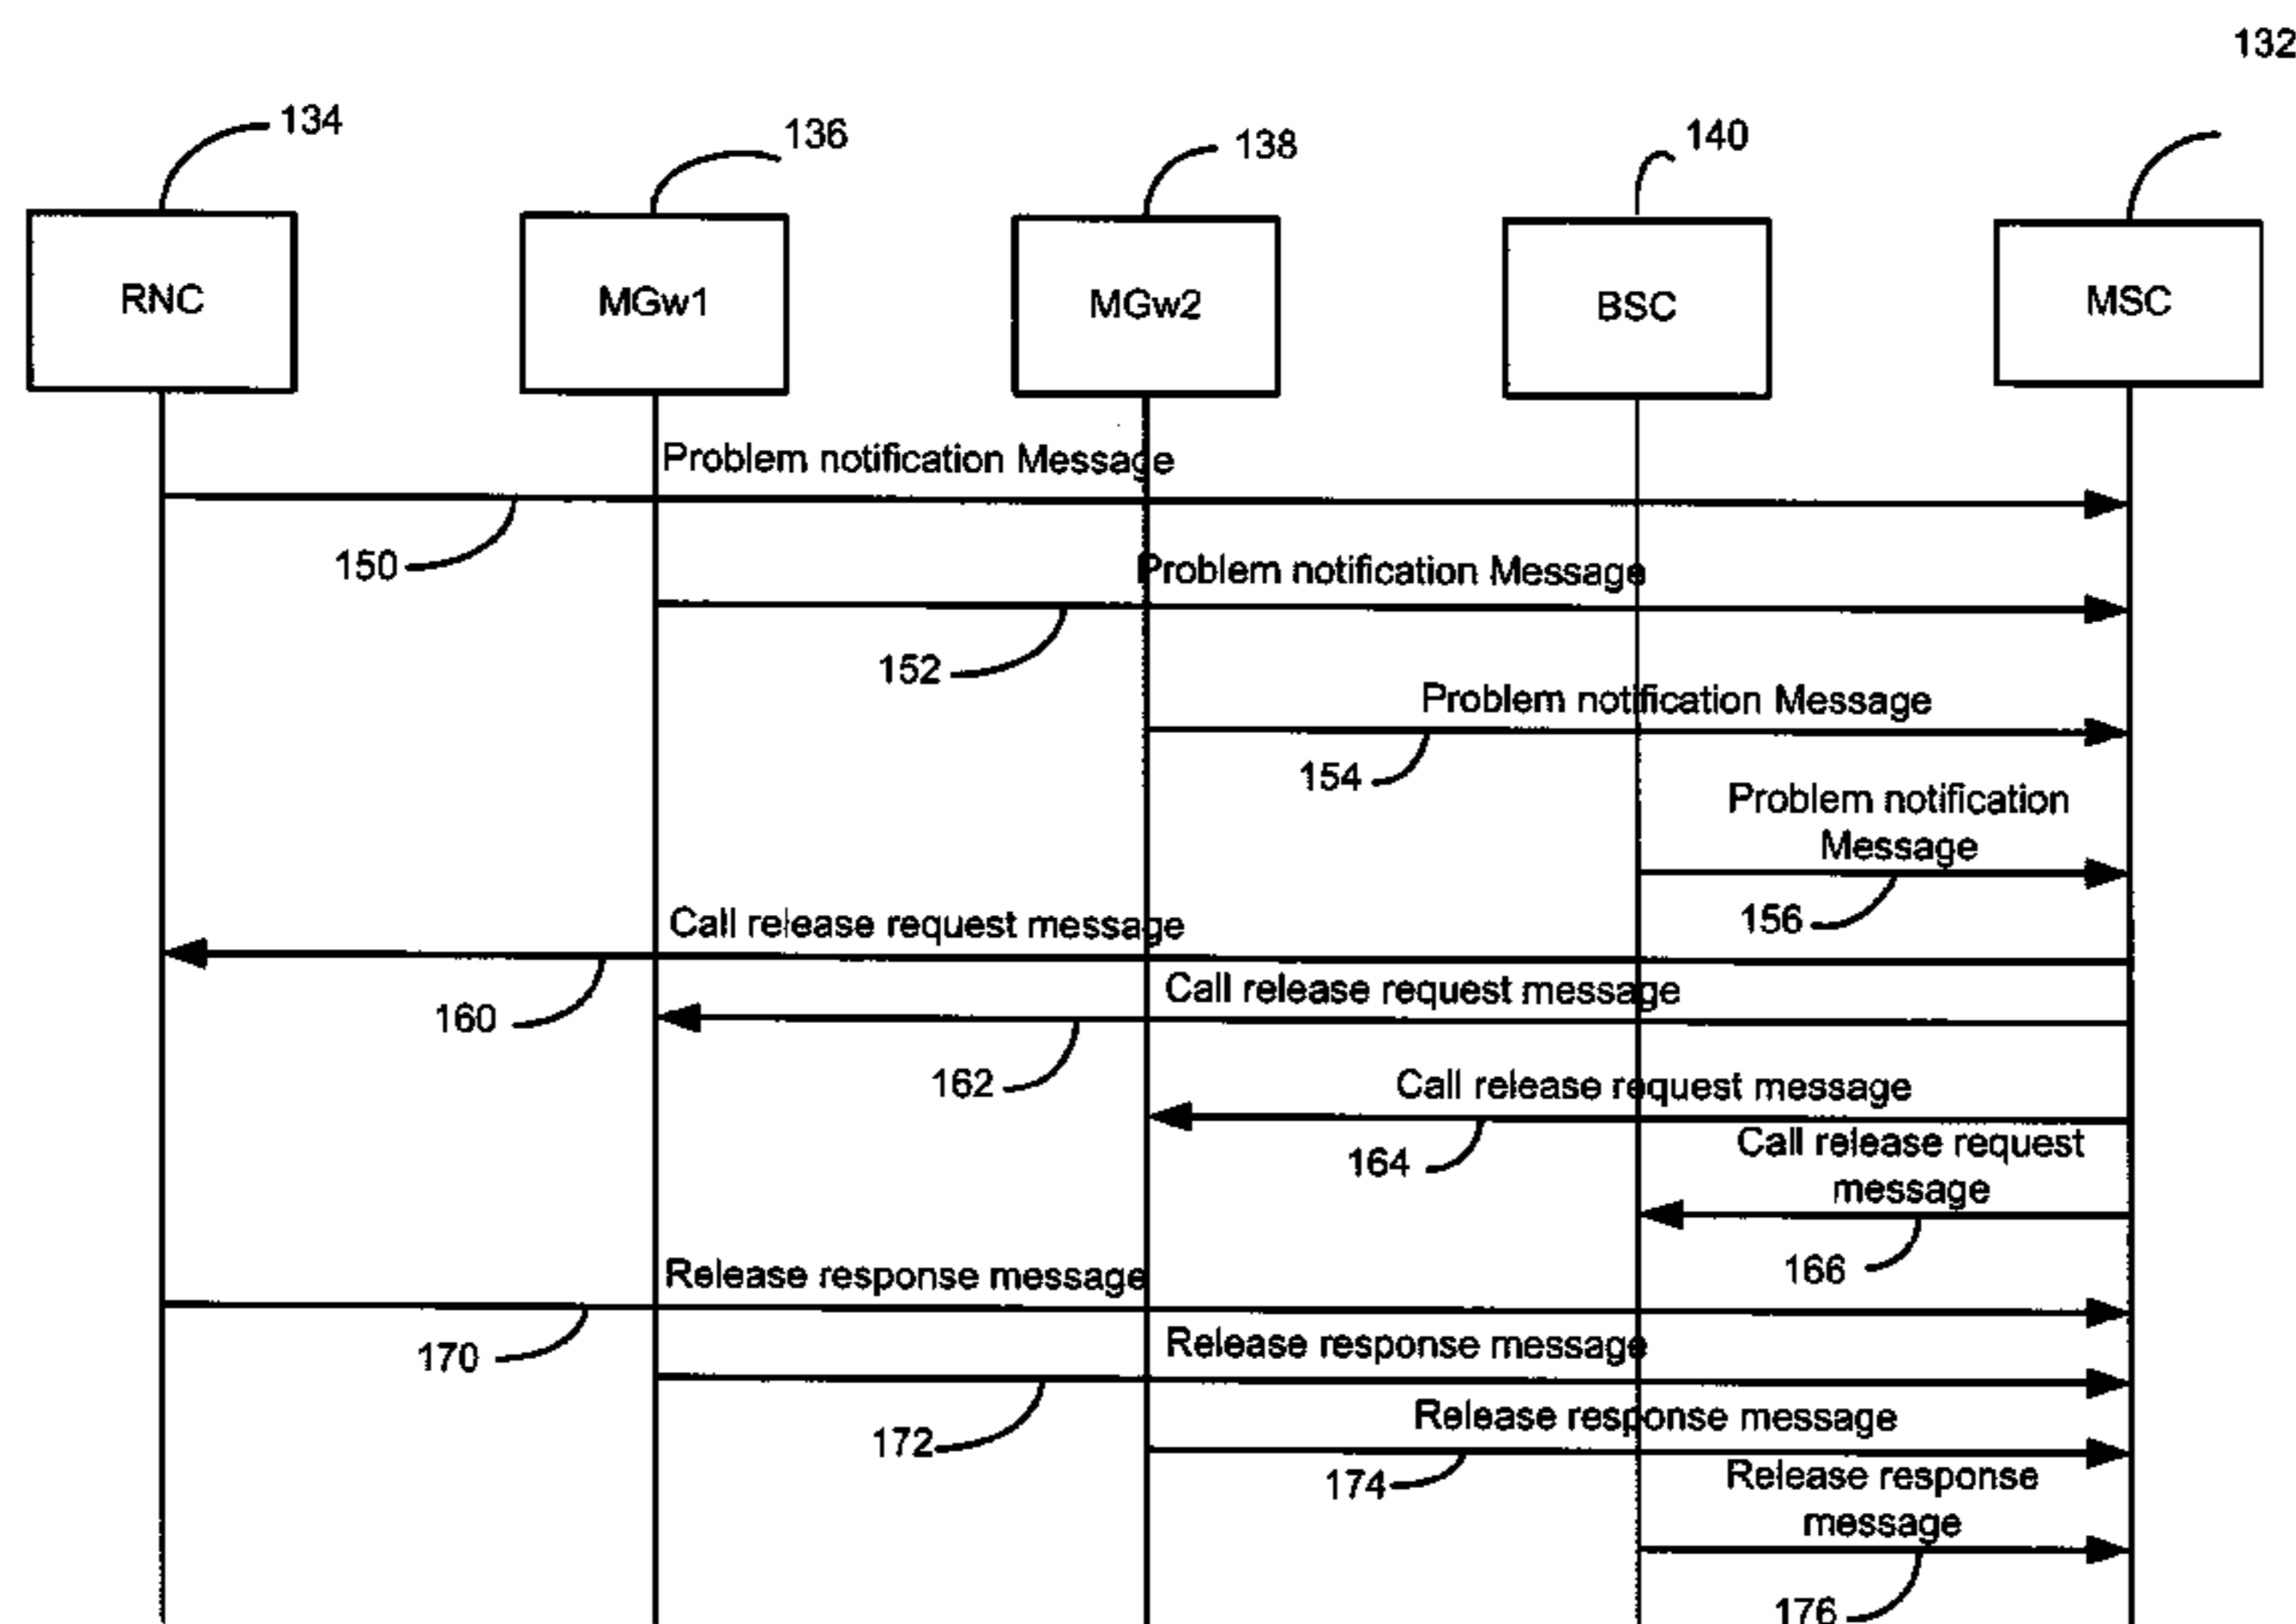 132
134
136
138
140
RNC
MGw1
MGw2
BSC
MSC
Problem notification Message
150
Problem notification Message
152
Problem notification Message
154
Problem notification
Message
156
Call release request message
160
Call release request message
162
Call release request message
164
Call release request
message
166
Release response message
170
Release response message
172
Release response message
174
Release response
message
176